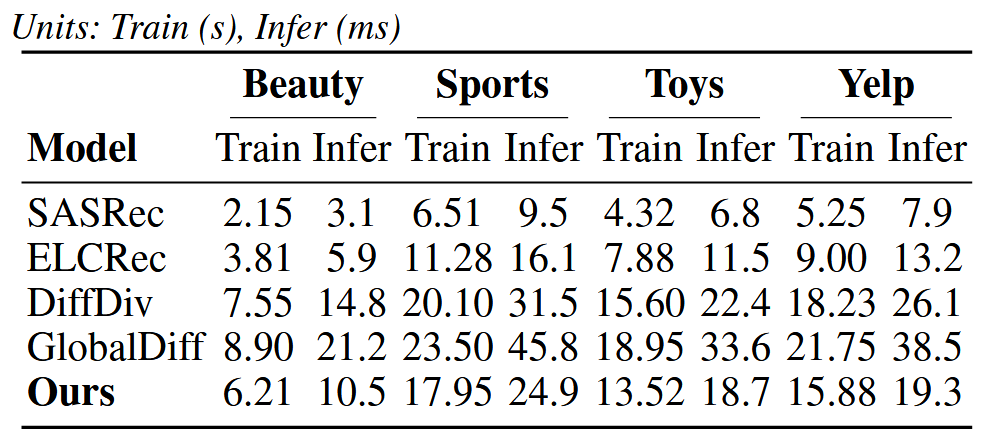 Units: Train (s), Infer (ms)
Beauty Sports Toys Yelp
Model Train Infer Train Infer Train Infer Train Infer
SASRec 2.15 3.1 6.51 9.5 4.32 6.8 5.25 7.9
ELCRec 3.81 5.9 11.28 16.1 7.88 11.5 9.00 13.2
DiffDiv 7.55 14.8 20.10 31.5 15.60 22.4 18.23 26.1
GlobalDiff 8.90 21.2 23.50 45.8 18.95 33.6 21.75 38.5
Ours 6.21 10.5 17.95 24.9 13.52 18.7 15.88 19.3